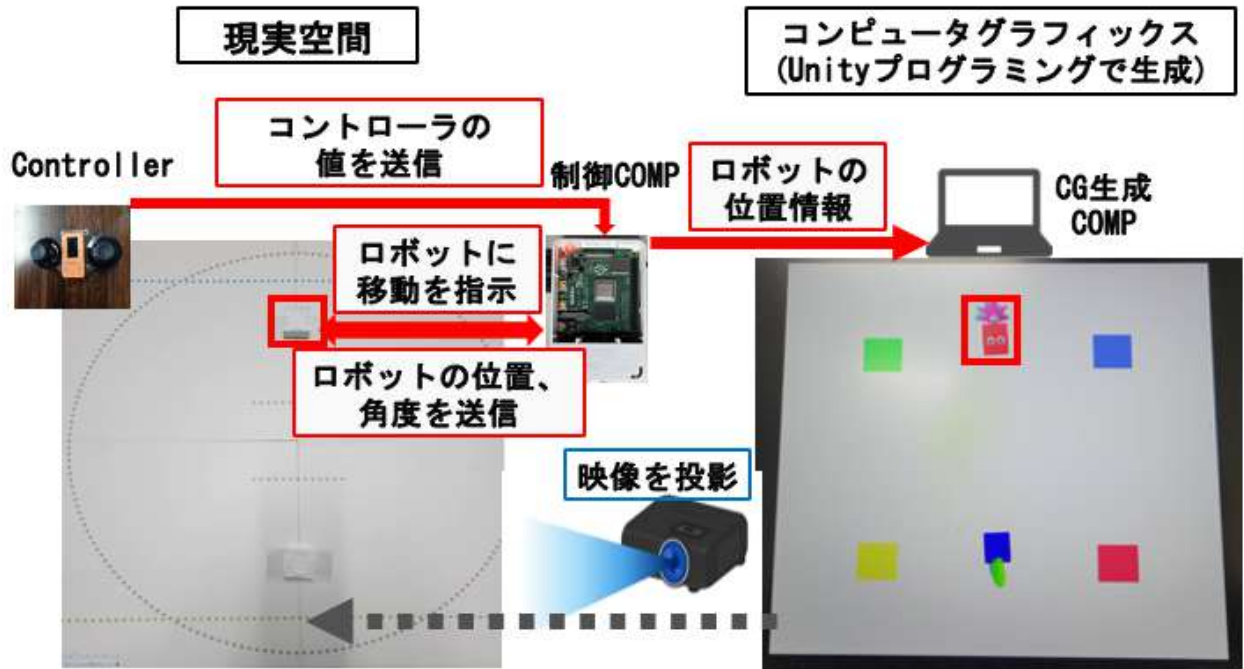 現実空間
コンピュータグラフィックス
(Unityプログラミングで生成)
コントローラの
値を送信
Controller
制御COMP
ロボットの
位置情報
CG生成
COMP
ロボットに
移動を指示
ロボットの位置、
角度を送信
映像を投影